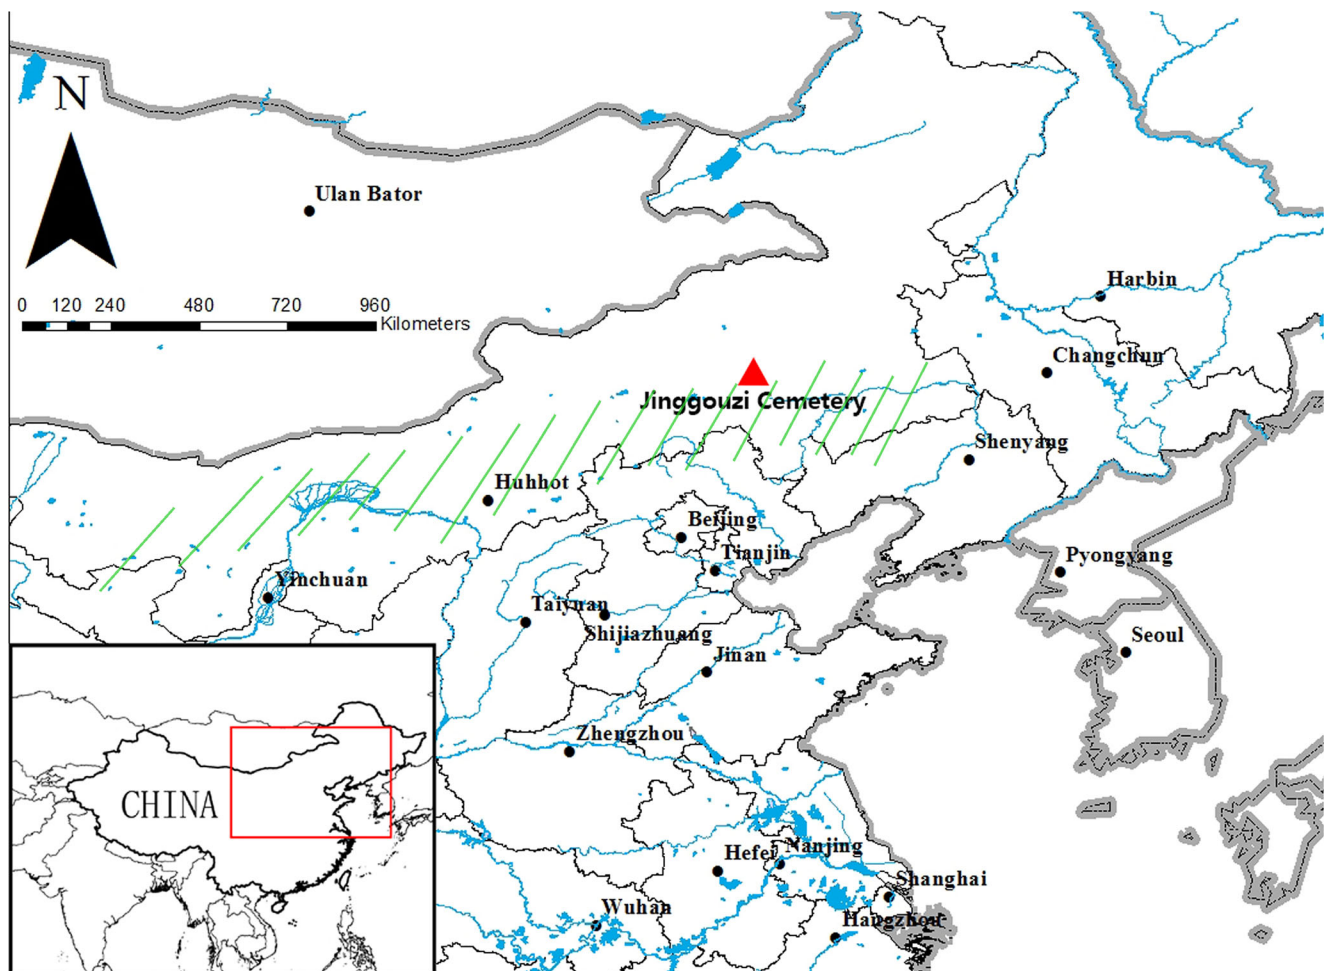 N
Ulan Bator
Harbin
0 120 240 480 720 960
Kilometers
Changchun
Jinggouzi Cemetery
Shenyang
Huhhot
Beijing
Tianjin
Pyongyang
Yinchuan
Taiyuan
Shijiazhuang
Seoul
Jinan
Zhengzhou
CHINA
Hefei
Nanjing
Shanghai
Wuhan
Hangzhou